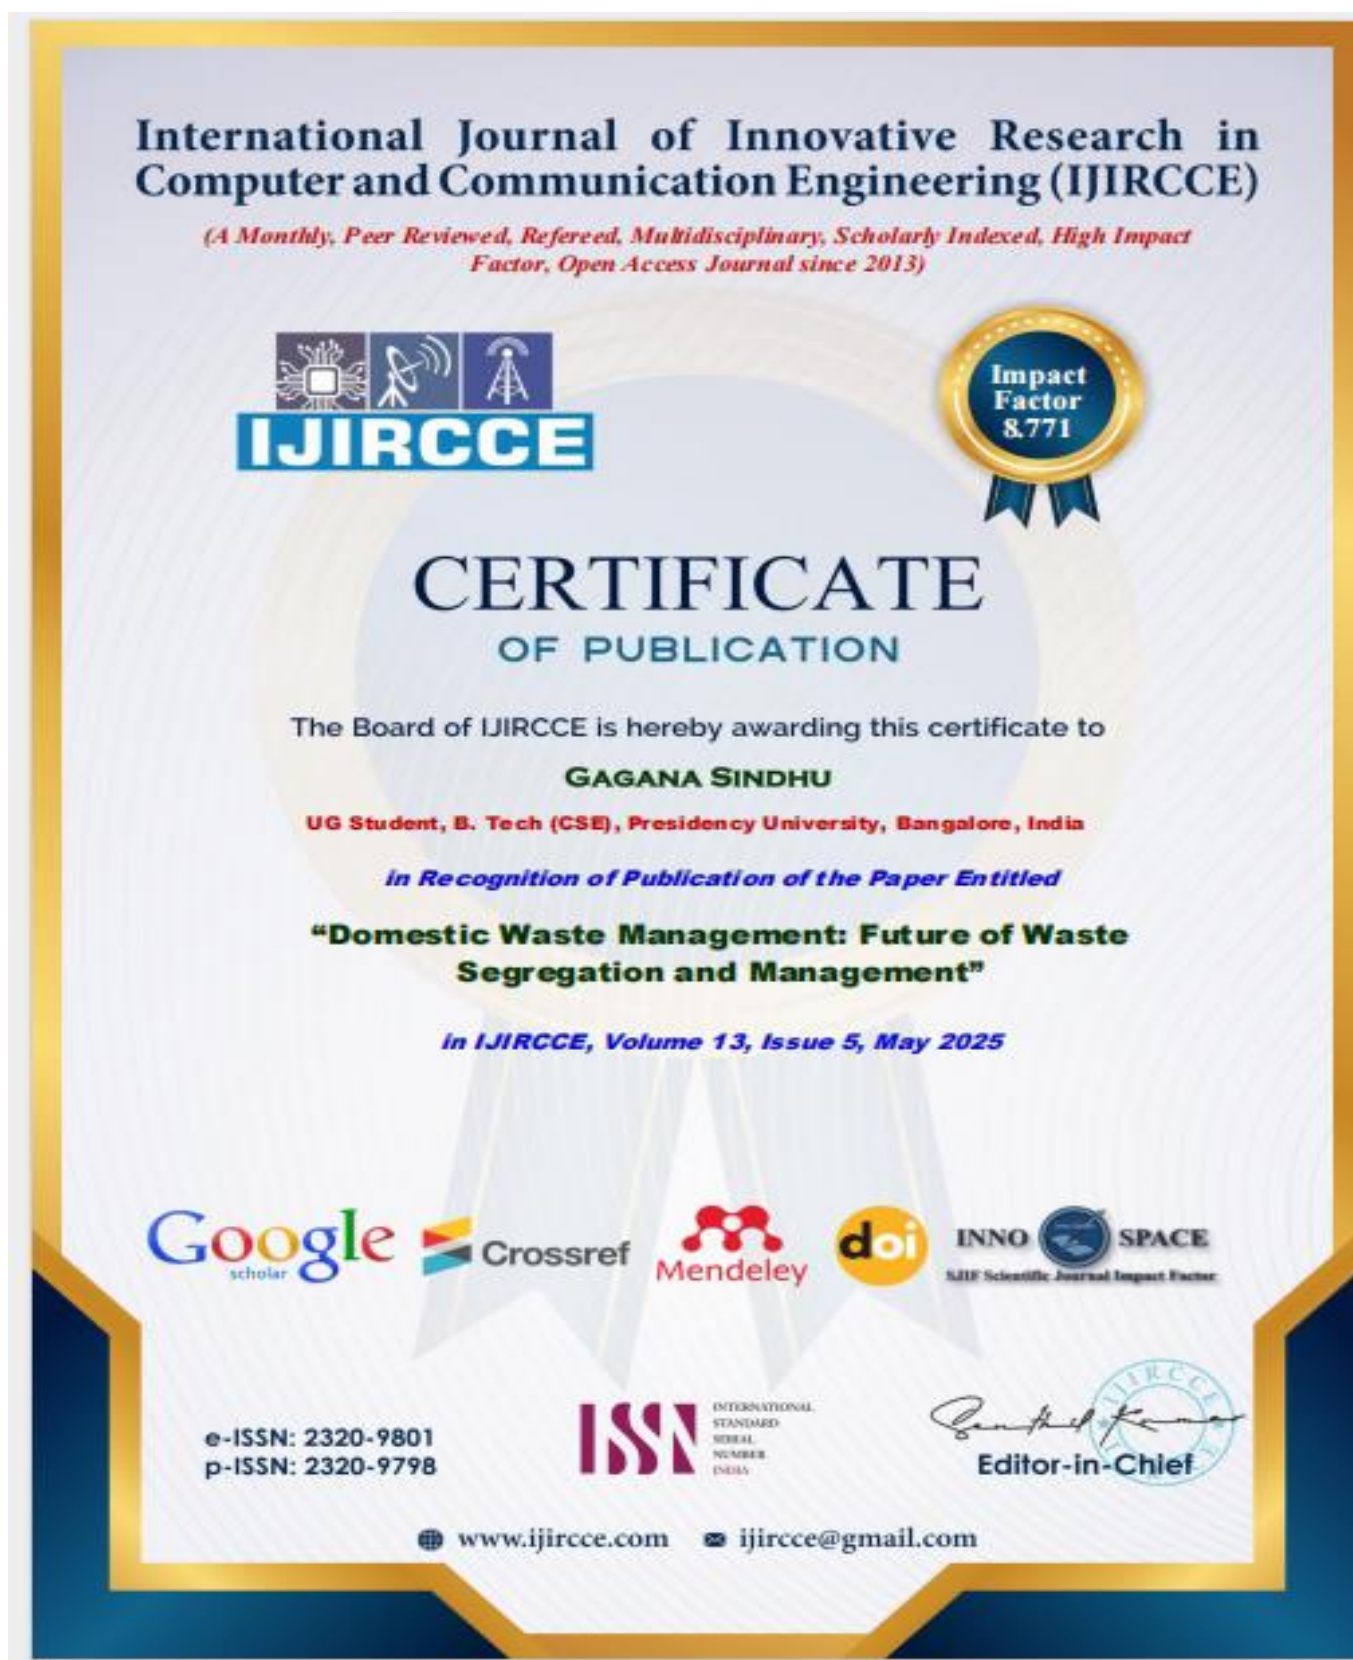 International Journal of Innovative Research in
Computer and Communication Engineering (IJIRCCE)
(A Monthly, Peer Reviewed, Refereed, Multidisciplinary, Scholarly Indexed, High Impact
Factor, Open Access Journal since 2013)
IJIRCCE
Impact
Factor
8.771
CERTIFICATE
OF PUBLICATION
The Board of IJIRCCE is hereby awarding this certificate to
GAGANA SINDHU
UG Student, B. Tech (CSE), Presidency University, Bangalore, India
in Recognition of Publication of the Paper Entitled
“Domestic Waste Management: Future of Waste
Segregation and Management”
in IJIRCCE, Volume 13, Issue 5, May 2025
Google
scholar
Crossref
Mendeley
doi
INNO SPACE
SJIF Scientific Journal Impact Factor
e-ISSN: 2320-9801
p-ISSN: 2320-9798
ISSN
INTERNATIONAL
STANDARD
SERIAL
NUMBER
INDIA
Senthil Kumar
IJIRCCE
Editor-in-Chief
www.ijircce.com
ijircce@gmail.com